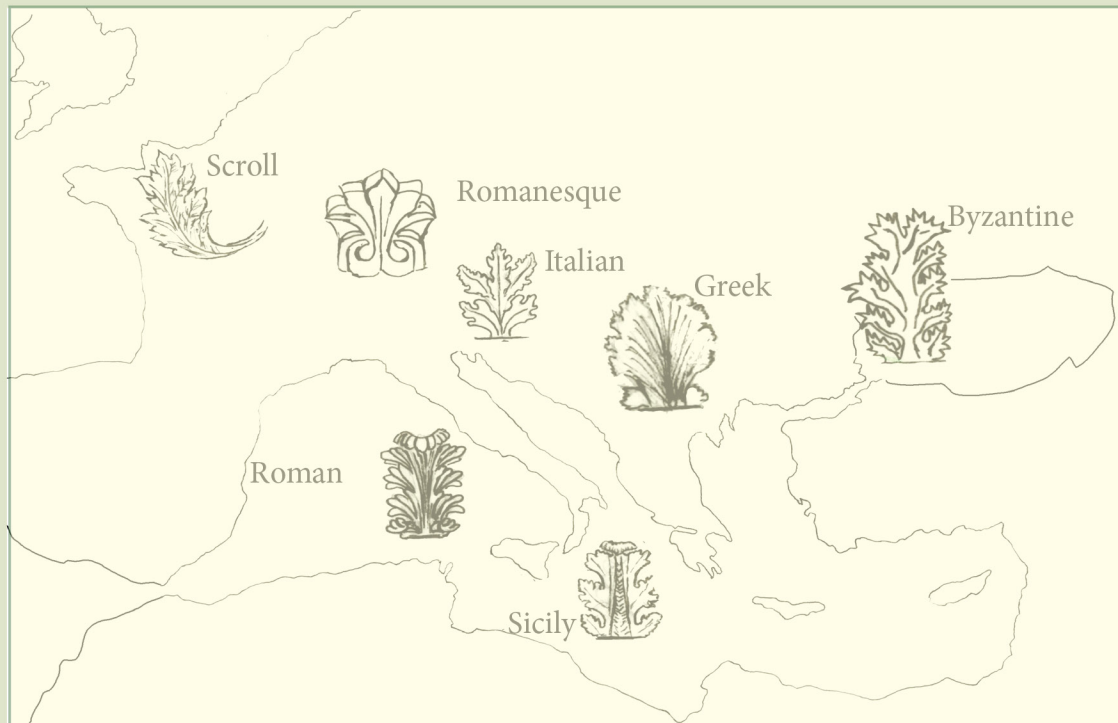 Scroll
Romanesque
Byzantine
Italian
Greek
Roman
Sicily